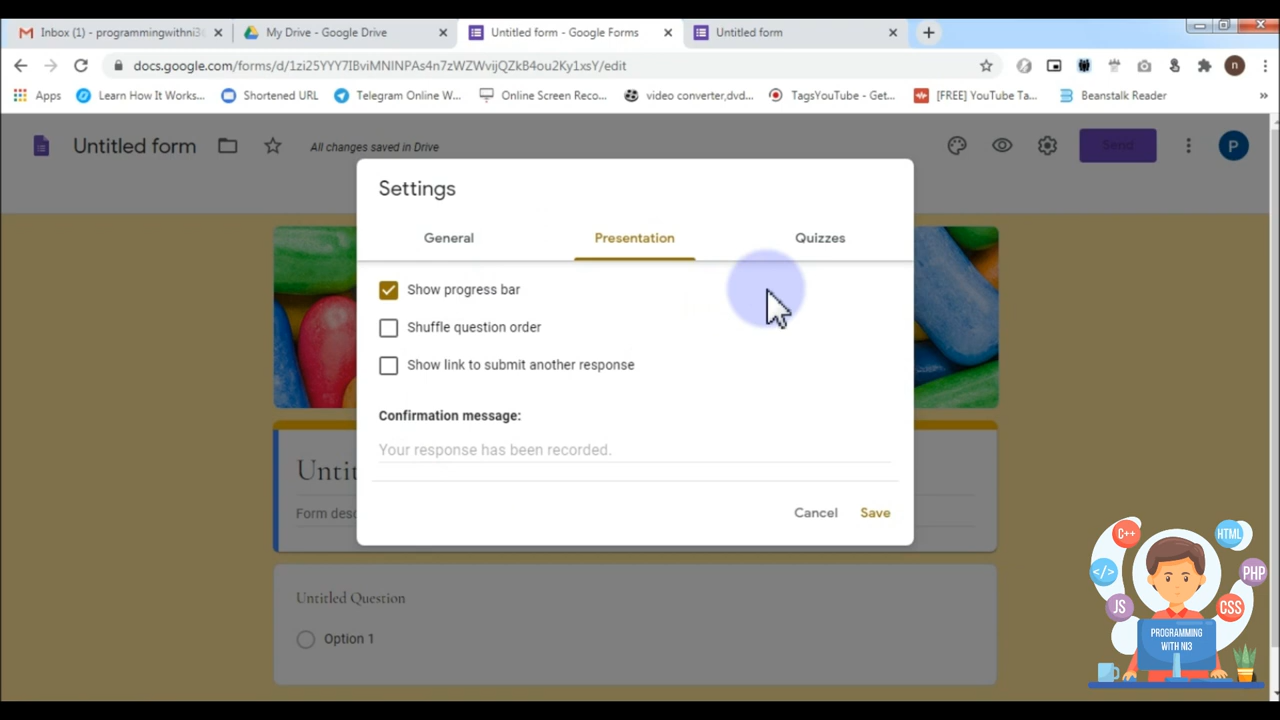 Inbox (1) - programmingwithni3
My Drive - Google Drive
Untitled form - Google Forms
Untitled form
docs.google.com/forms/d/1zi25YYY7IBviMNINPAs4n7zWZWvijQZkB4ou2Ky1xsY/edit
n
Apps
Learn How It Works...
Shortened URL
Telegram Online W...
Online Screen Reco...
video converter,dvd...
TagsYouTube - Get...
[FREE] YouTube Ta...
Beanstalk Reader
»
Untitled form
All changes saved in Drive
Send
P
Settings
General
Presentation
Quizzes
Show progress bar
Shuffle question order
Show link to submit another response
Confirmation message:
Your response has been recorded.
Cancel
Save
Untit
Form desc
Untitled Question
Option 1
C++
HTML
</>
PHP
JS
CSS
PROGRAMMING
WITH NI3